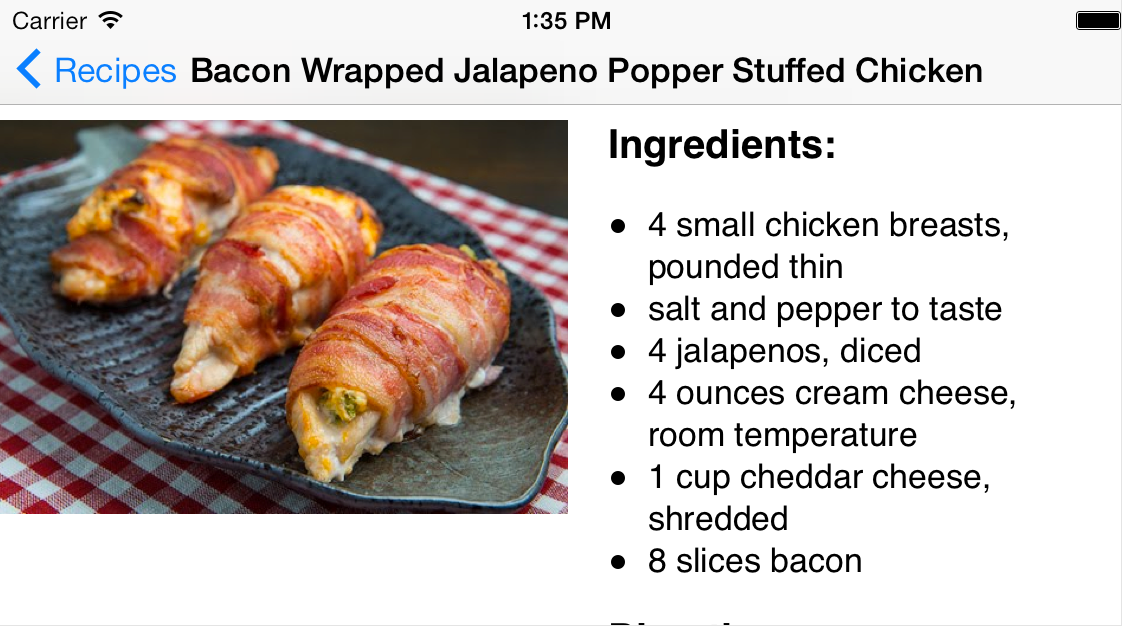 Carrier
1:35 PM
Recipes
Bacon Wrapped Jalapeno Popper Stuffed Chicken
Ingredients:
• 4 small chicken breasts,
pounded thin
• salt and pepper to taste
• 4 jalapenos, diced
• 4 ounces cream cheese,
room temperature
• 1 cup cheddar cheese,
shredded
• 8 slices bacon